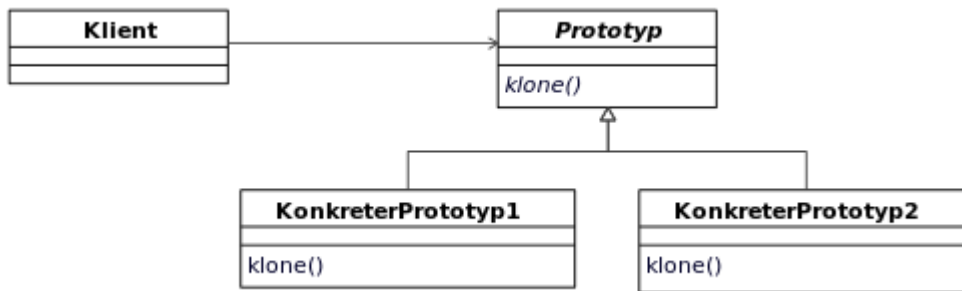 Klient
Prototyp
klone()
KonkreterPrototyp1
klone()
KonkreterPrototyp2
klone()